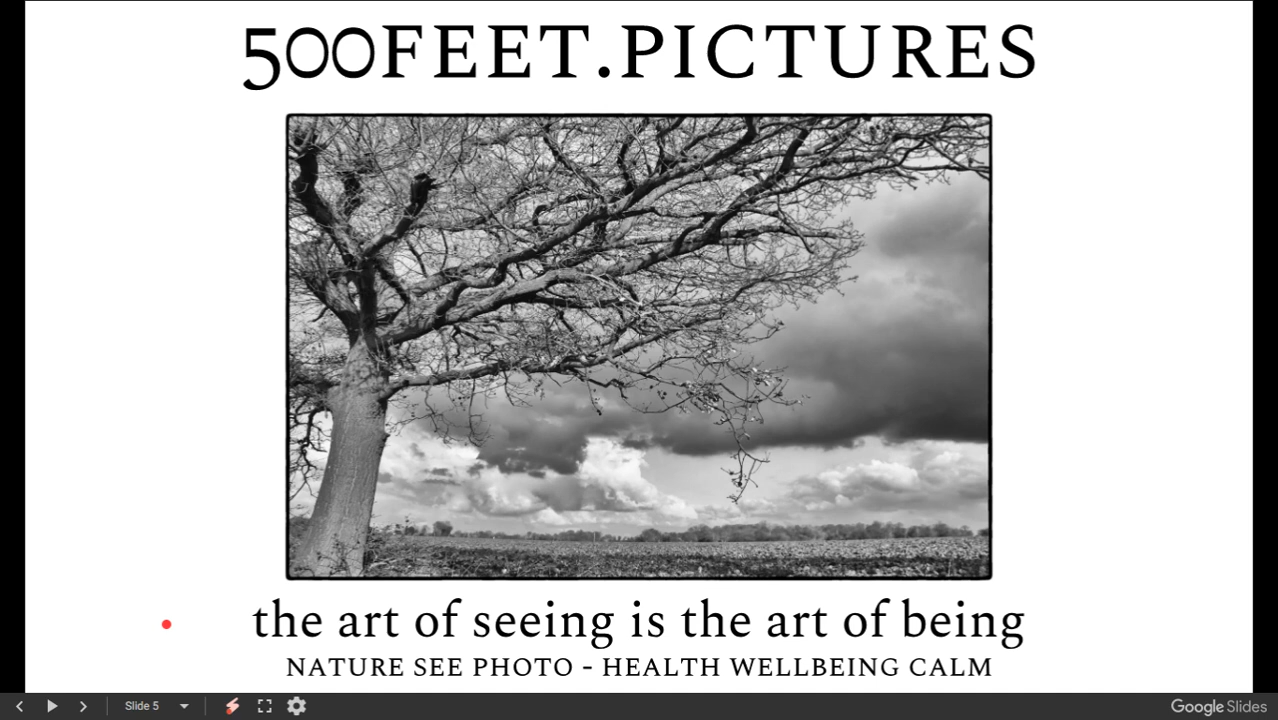 500FEET.PICTURES
the art of seeing is the art of being
NATURE SEE PHOTO - HEALTH WELLBEING CALM
Slide 5
Google Slides